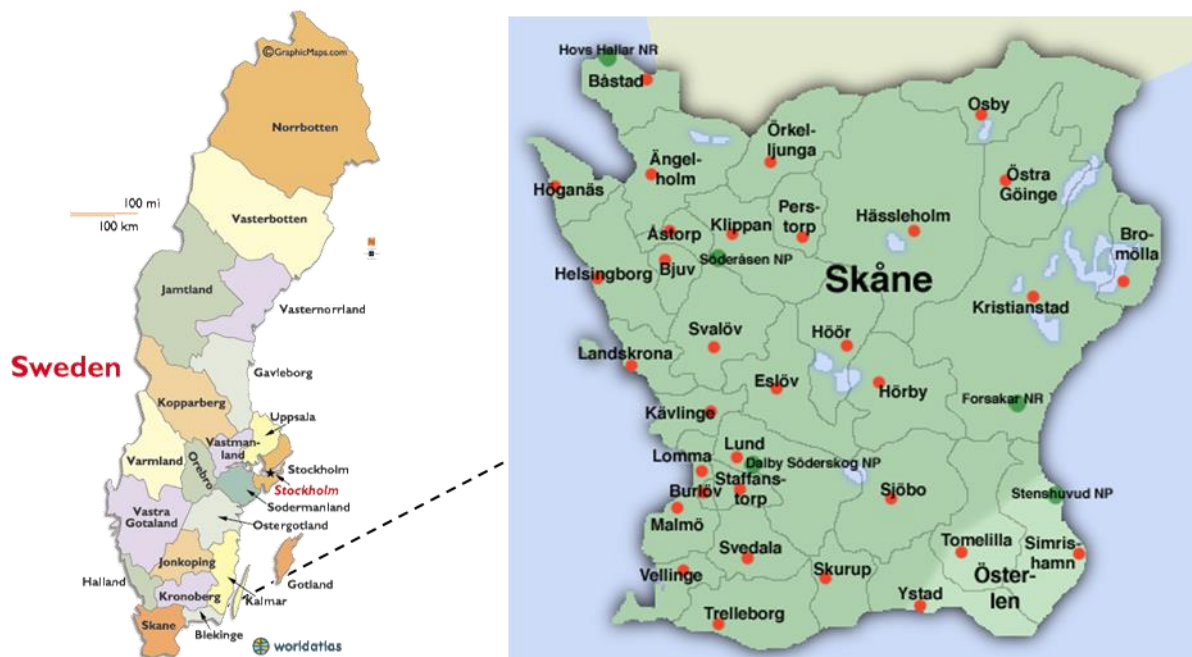 ©GraphicMaps.com
Norrbotten
100 mi
100 km
Vasterbotten
N
Jamtland
Vasternorrland
Sweden
Gavleborg
Kopparberg
Uppsala
Vastman-
land
Varmland
Orebro
Stockholm
Stockholm
Sodermanland
Vastra
Gotaland
Ostergotland
Jonkoping
Gotland
Halland
Kronoberg
Kalmar
Skane
Blekinge
worldatlas
Hovs Hallar NR
Båstad
Osby
Örkel-
ljunga
Ängel-
holm
Östra
Göinge
Höganäs
Pers-
torp
Klippan
Hässleholm
Åstorp
Bro-
mölla
Söderåsen NP
Bjuv
Helsingborg
Skåne
Kristianstad
Svalöv
Höör
Landskrona
Eslöv
Hörby
Forsakar NR
Kävlinge
Lund
Lomma
Dalby Söderskog NP
Staffans-
torp
Burlöv
Sjöbo
Stenshuvud NP
Malmö
Tomelilla
Simris-
hamn
Svedala
Vellinge
Skurup
Öster-
len
Ystad
Trelleborg